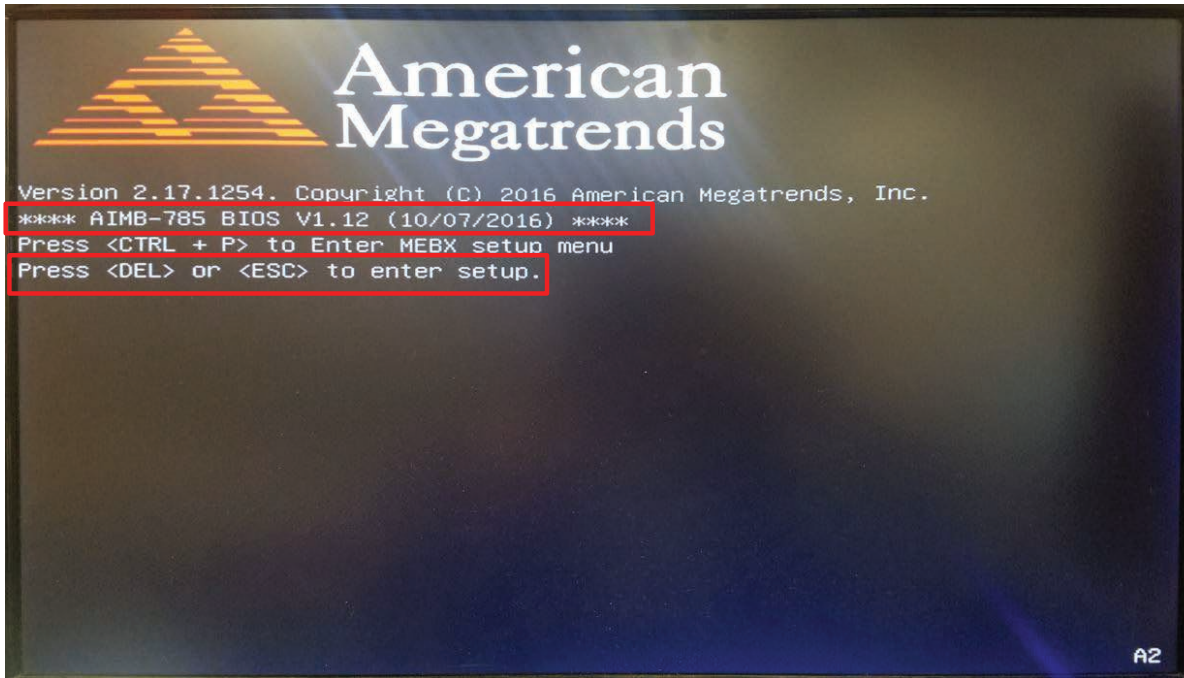 American
Megatrends
Version 2.17.1254. Copyright (C) 2016 American Megatrends, Inc.
**** AIMB-785 BIOS V1.12 (10/07/2016) ****
Press <CTRL + P> to Enter MEBX setup menu
Press <DEL> or <ESC> to enter setup.
A2